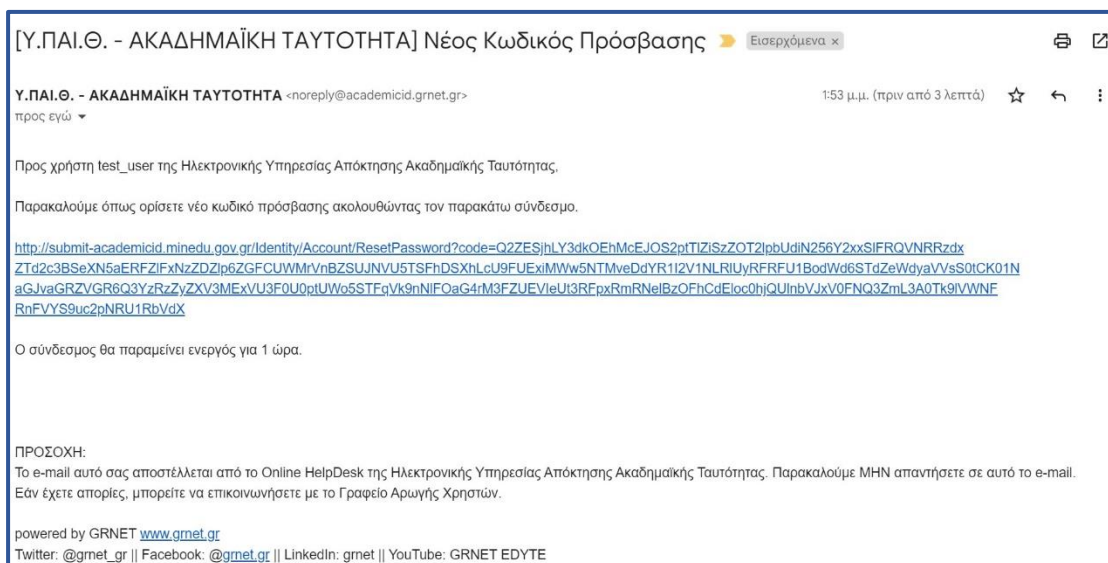 [Υ.ΠΑΙ.Θ. - ΑΚΑΔΗΜΑΪΚΗ ΤΑΥΤΟΤΗΤΑ] Νέος Κωδικός Πρόσβασης Εισερχόμενα ×
Υ.ΠΑΙ.Θ. - ΑΚΑΔΗΜΑΪΚΗ ΤΑΥΤΟΤΗΤΑ <noreply@academicid.grnet.gr> 1:53 μ.μ. (πριν από 3 λεπτά)
προς εγώ
Προς χρήστη test_user της Ηλεκτρονικής Υπηρεσίας Απόκτησης Ακαδημαϊκής Ταυτότητας,
Παρακαλούμε όπως ορίσετε νέο κωδικό πρόσβασης ακολουθώντας τον παρακάτω σύνδεσμο.
http://submit-academicid.minedu.gov.gr/Identity/Account/ResetPassword?code=
Ο σύνδεσμος θα παραμείνει ενεργός για 1 ώρα.
ΠΡΟΣΟΧΗ:
Το e-mail αυτό σας αποστέλλεται από το Online HelpDesk της Ηλεκτρονικής Υπηρεσίας Απόκτησης Ακαδημαϊκής Ταυτότητας. Παρακαλούμε ΜΗΝ απαντήσετε σε αυτό το e-mail.
Εάν έχετε απορίες, μπορείτε να επικοινωνήσετε με το Γραφείο Αρωγής Χρηστών.
powered by GRNET www.grnet.gr
Twitter: @grnet_gr || Facebook: @grnet.gr || LinkedIn: grnet || YouTube: GRNET EDYTE